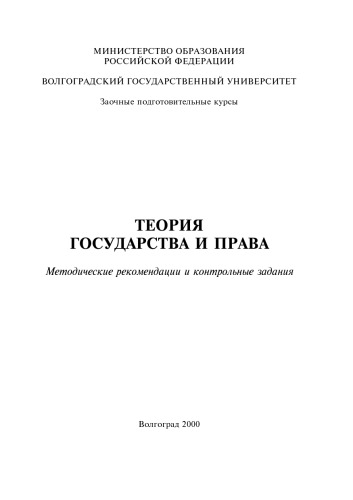 МИНИСТЕРСТВО ОБРАЗОВАНИЯ
РОССИЙСКОЙ ФЕДЕРАЦИИ
ВОЛГОГРАДСКИЙ ГОСУДАРСТВЕННЫЙ УНИВЕРСИТЕТ
Заочные подготовительные курсы
ТЕОРИЯ
ГОСУДАРСТВА И ПРАВА
Методические рекомендации и контрольные задания
Волгоград 2000